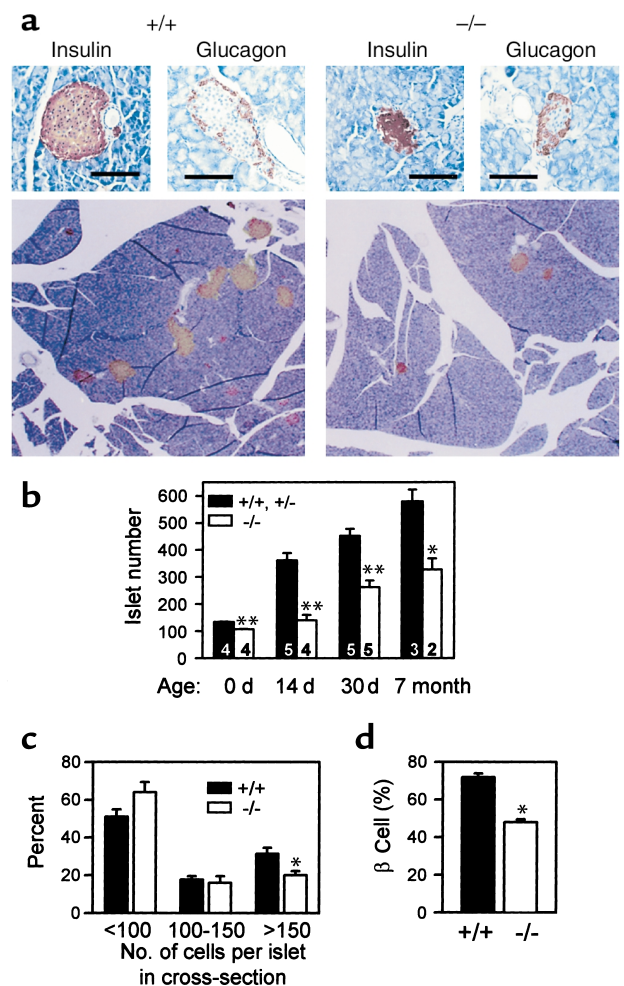 a
+/+
−/−
Insulin Glucagon Insulin Glucagon
b
Islet number
600
500
400
300
200
100
0
+/+, +/-
-/-
** ** ** *
4 4 5 4 5 5 3 2
Age: 0 d 14 d 30 d 7 month
c
Percent
80
60
40
20
0
+/+
-/-
*
<100 100-150 >150
No. of cells per islet
in cross-section
d
β Cell (%)
80
60
40
20
0
*
+/+ -/-